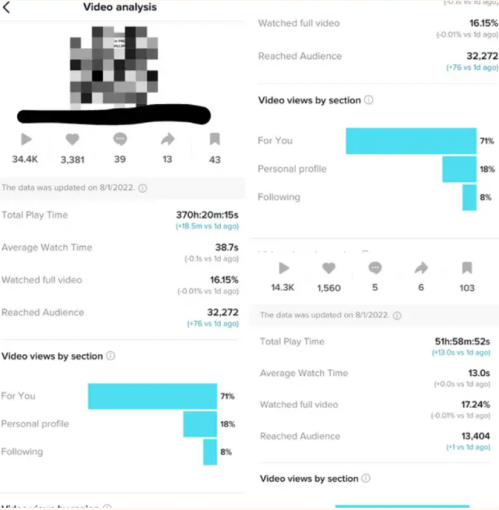 Video analysis
34.4K 3,381 39 13 43
The data was updated on 8/1/2022.
Total Play Time 370h:20m:15s
(+18.5m vs 1d ago)
Average Watch Time 38.7s
(-0.1s vs 1d ago)
Watched full video 16.15%
(-0.01% vs 1d ago)
Reached Audience 32,272
(+76 vs 1d ago)
Video views by section
For You 71%
Personal profile 18%
Following 8%
Watched full video 16.15%
(-0.01% vs 1d ago)
Reached Audience 32,272
(+76 vs 1d ago)
Video views by section
For You 71%
Personal profile 18%
Following 8%
14.3K 1,560 5 6 103
The data was updated on 8/1/2022.
Total Play Time 51h:58m:52s
(+13.0s vs 1d ago)
Average Watch Time 13.0s
(+0.0s vs 1d ago)
Watched full video 17.24%
(-0.01% vs 1d ago)
Reached Audience 13,404
(+1 vs 1d ago)
Video views by section